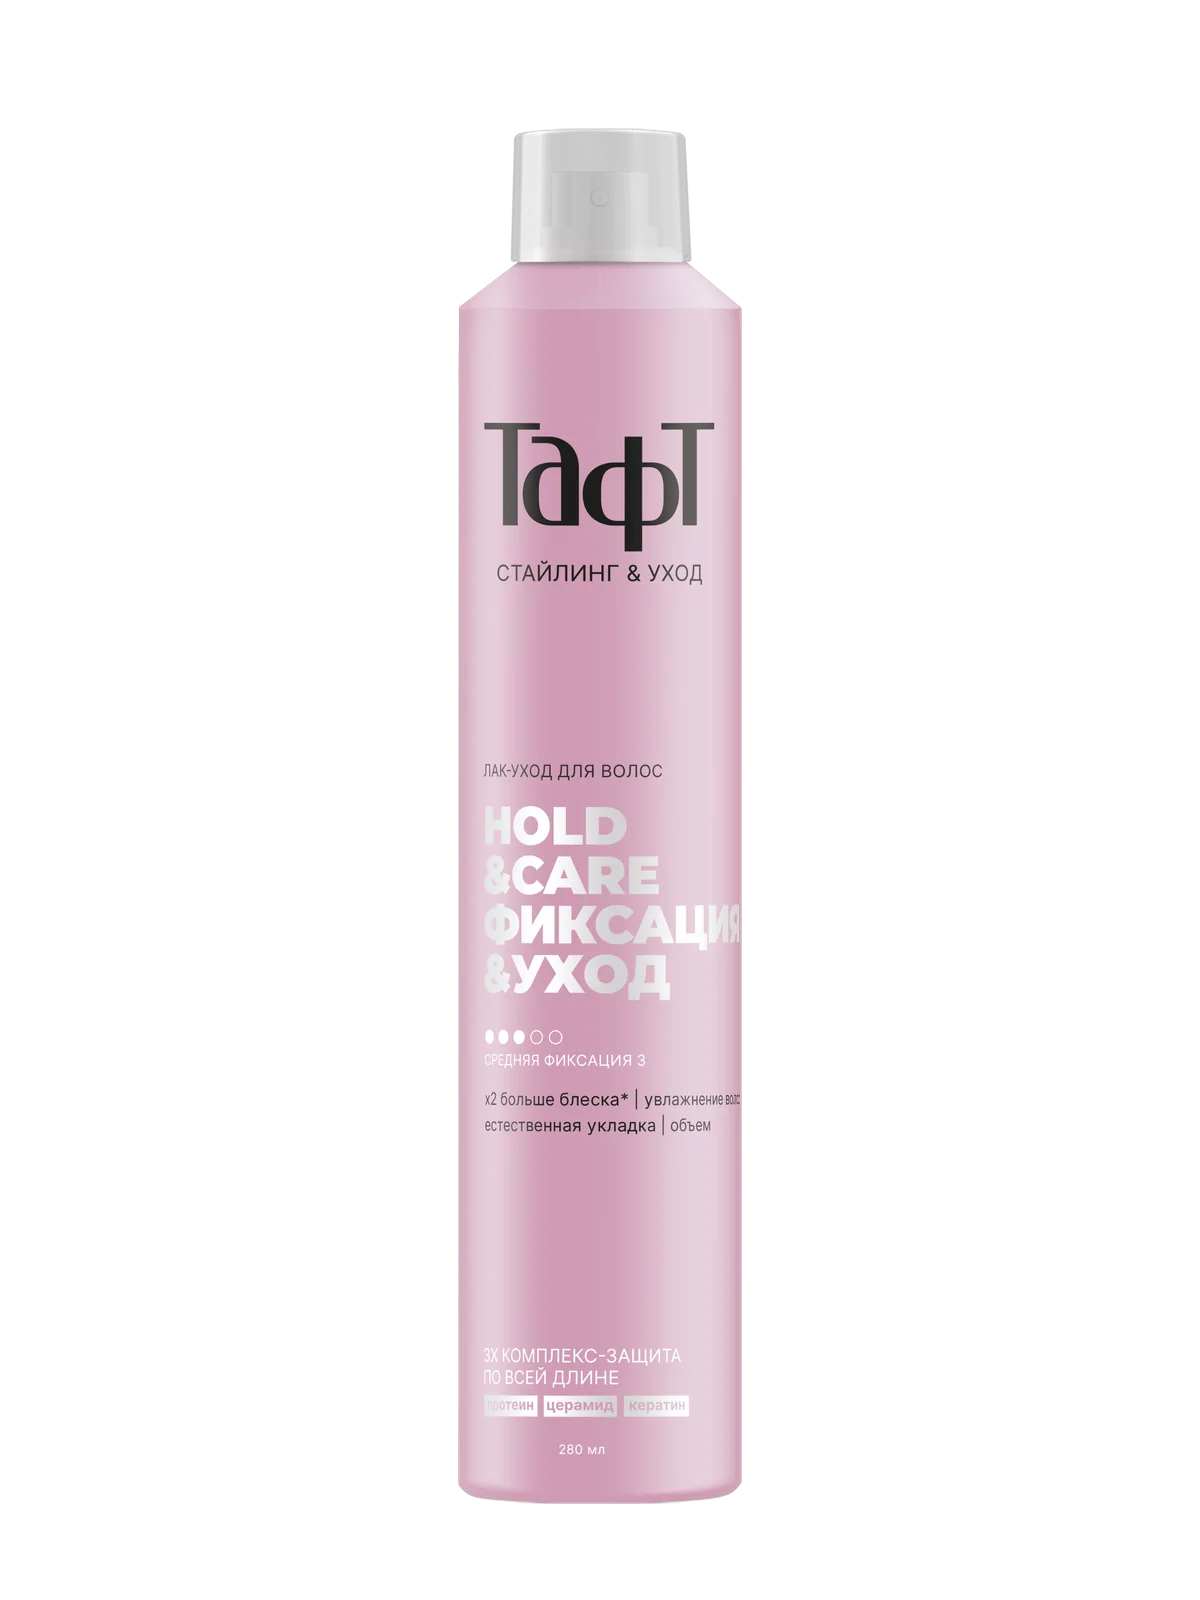 Тафт
СТАЙЛИНГ & УХОД
ЛАК-УХОД ДЛЯ ВОЛОС
HOLD
&CARE
ФИКСАЦИЯ
&УХОД
СРЕДНЯЯ ФИКСАЦИЯ 3
x2 больше блеска* | увлажнение
естественная укладка | объем
3Х КОМПЛЕКС-ЗАЩИТА
ПО ВСЕЙ ДЛИНЕ
протеин церамид кератин
280 мл